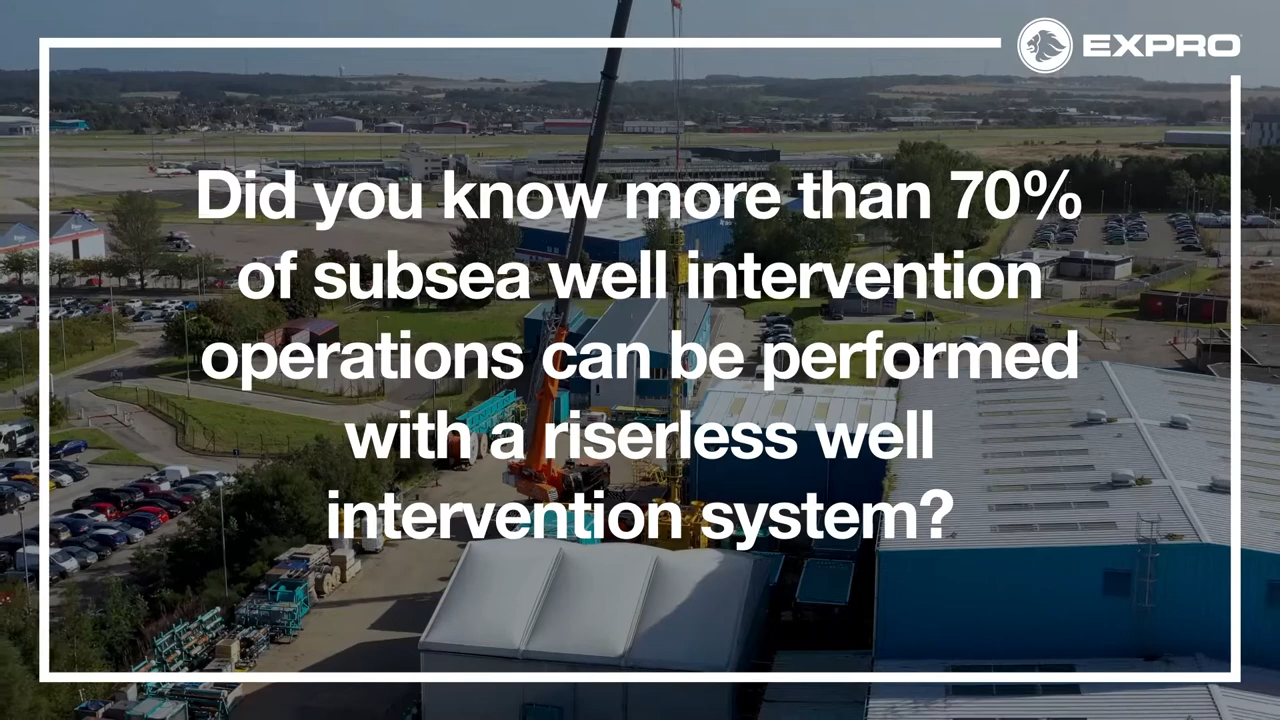 EXPRO
Did you know more than 70%
of subsea well intervention
operations can be performed
with a riserless well
intervention system?